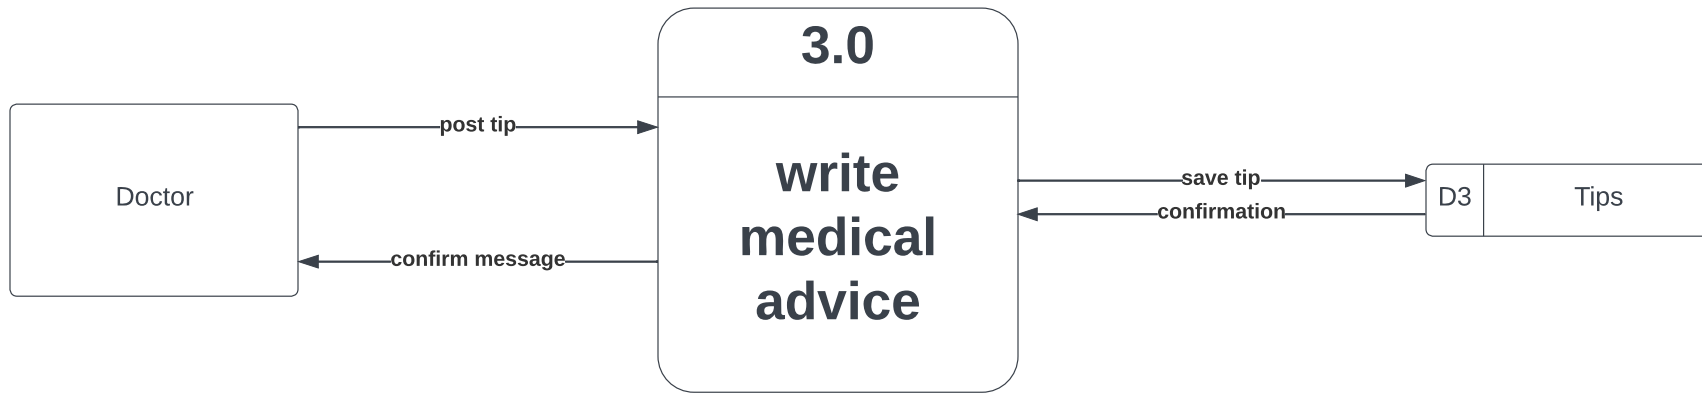 3.0
post tip
write
medical
advice
Doctor
save tip
confirmation
D3
Tips
confirm message